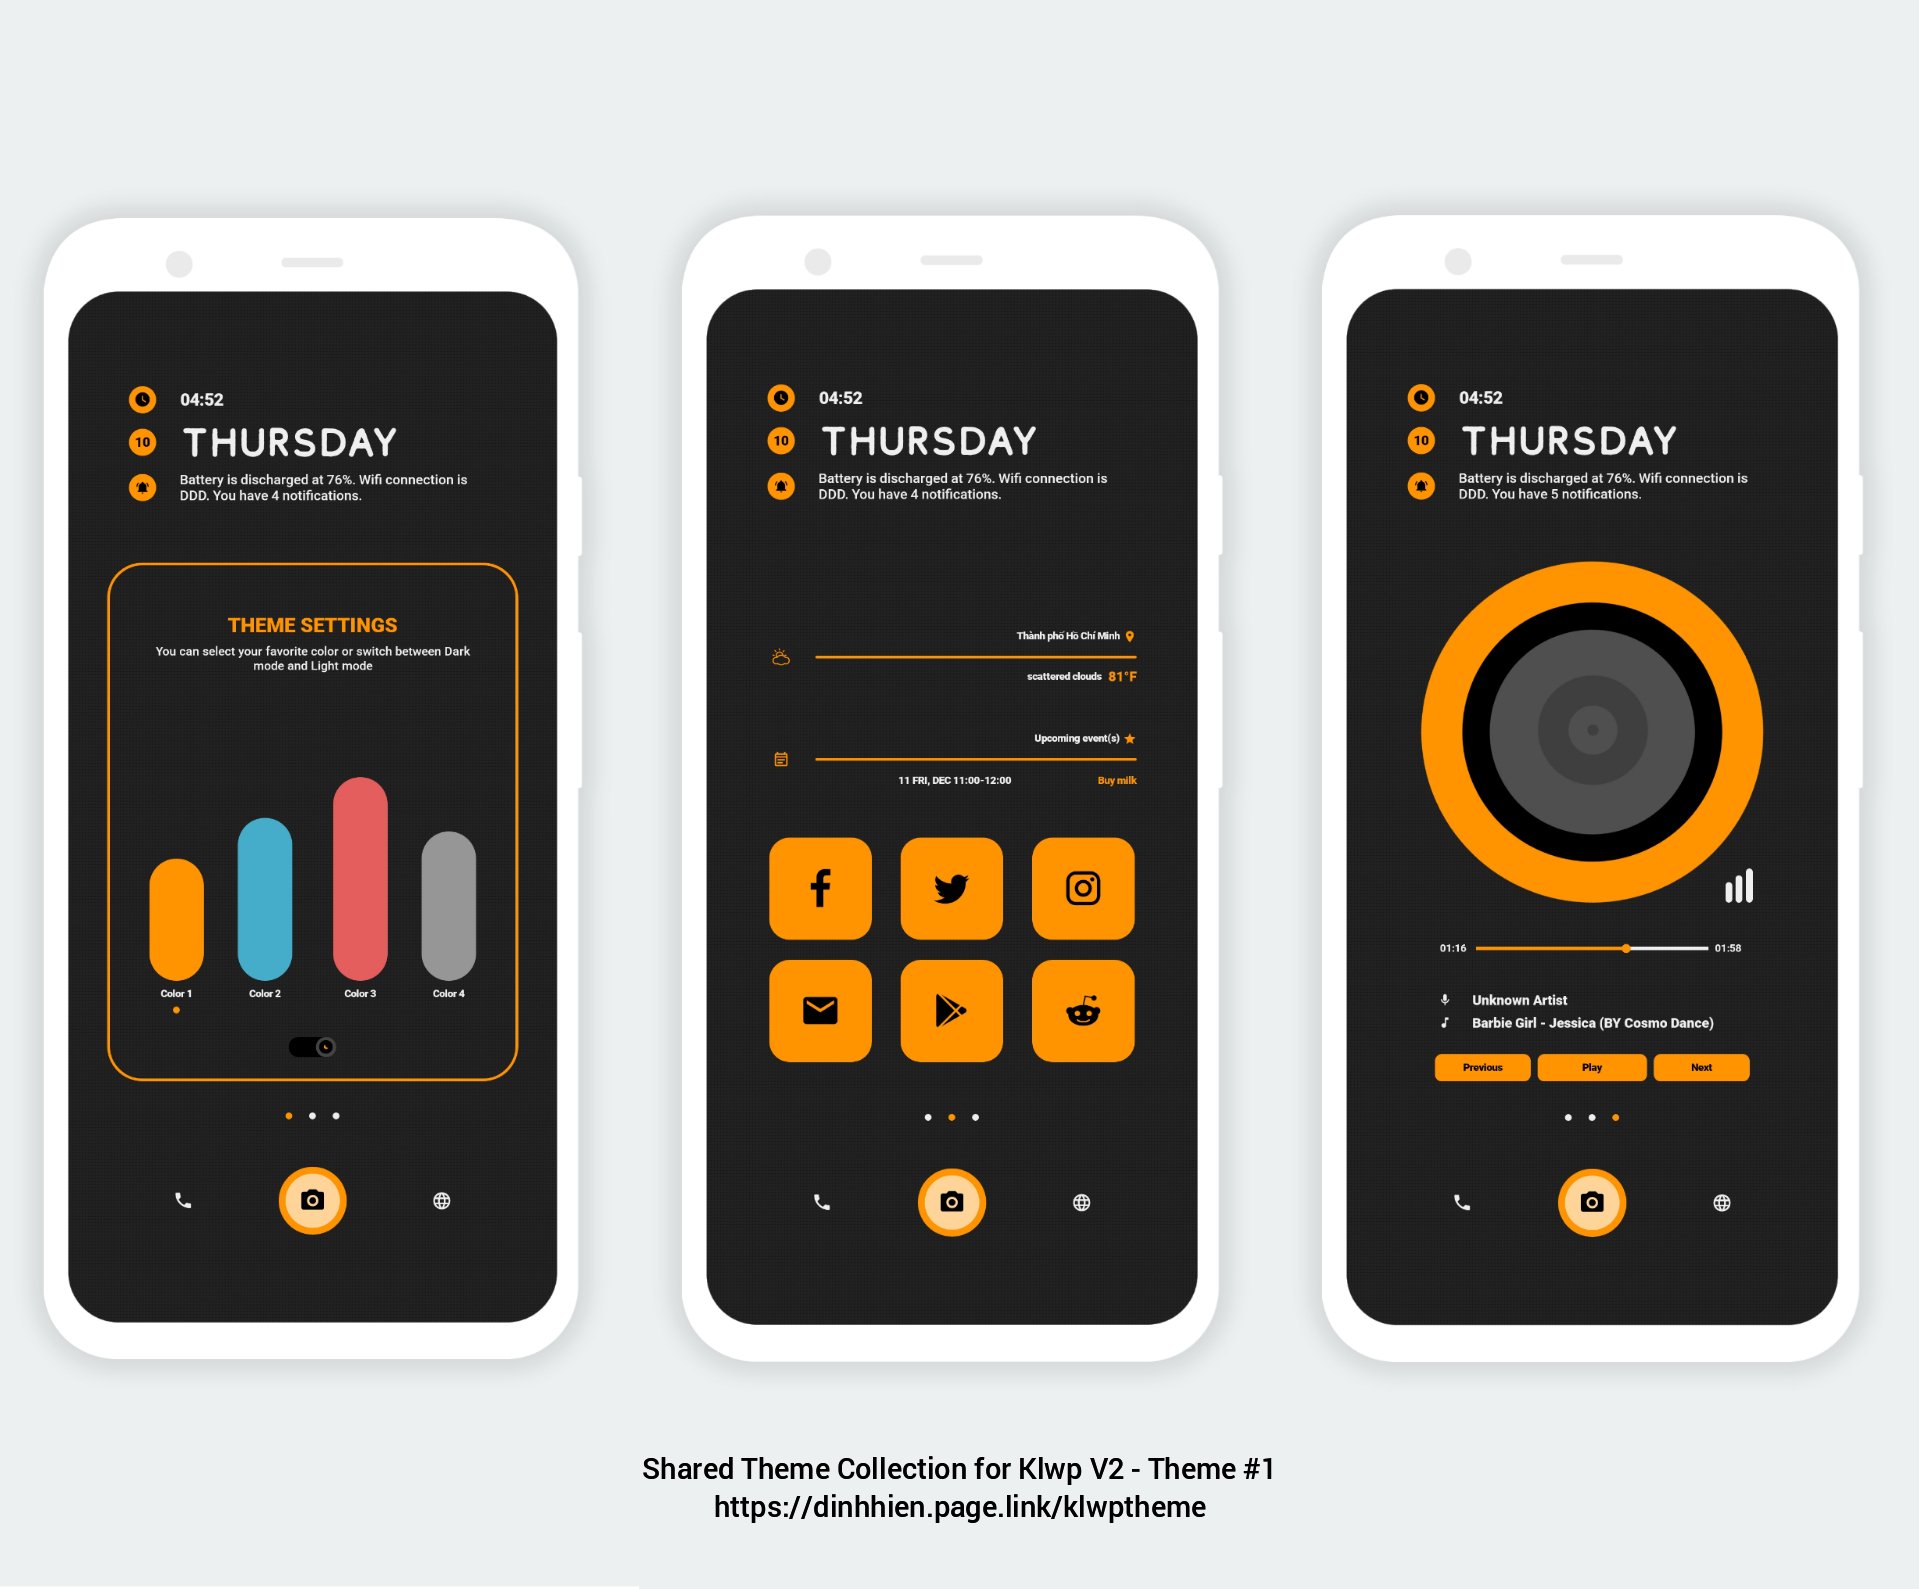 04:52
10
THURSDAY
Battery is discharged at 76%. Wifi connection is
DDD. You have 4 notifications.
THEME SETTINGS
You can select your favorite color or switch between Dark
mode and Light mode
Color 1
Color 2
Color 3
Color 4
04:52
10
THURSDAY
Battery is discharged at 76%. Wifi connection is
DDD. You have 4 notifications.
Thành phố Hồ Chí Minh
scattered clouds 81°F
Upcoming event(s)
11 FRI, DEC 11:00-12:00 Buy milk
04:52
10
THURSDAY
Battery is discharged at 76%. Wifi connection is
DDD. You have 5 notifications.
01:16 01:58
Unknown Artist
Barbie Girl - Jessica (BY Cosmo Dance)
Previous Play Next
Shared Theme Collection for Klwp V2 - Theme #1
https://dinhhien.page.link/klwptheme